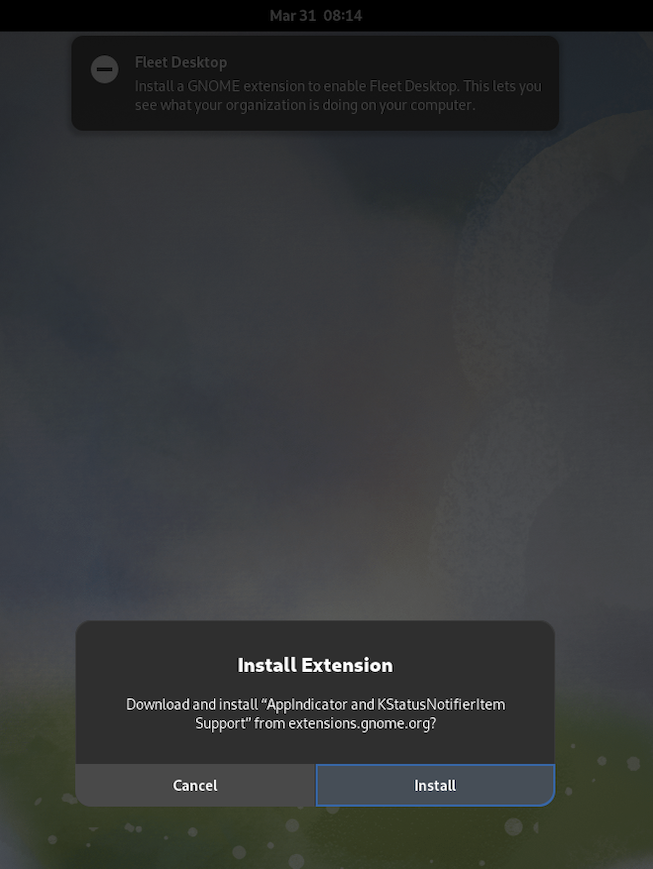 Mar 31 08:14
Fleet Desktop
Install a GNOME extension to enable Fleet Desktop. This lets you
see what your organization is doing on your computer.
Install Extension
Download and install “AppIndicator and KStatusNotifierItem
Support” from extensions.gnome.org?
Cancel
Install